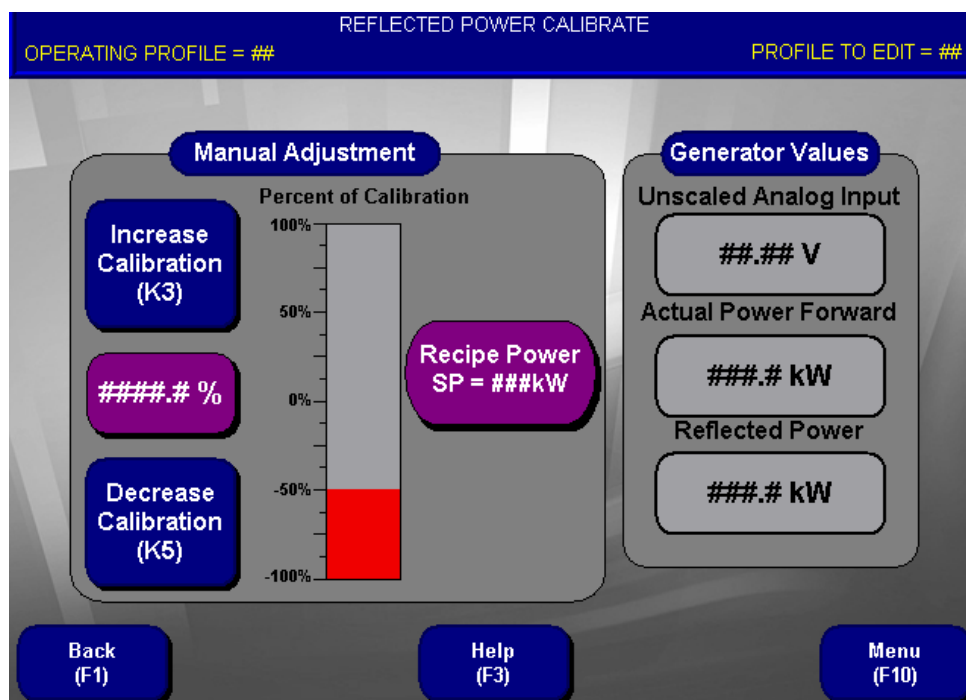 REFLECTED POWER CALIBRATE
OPERATING PROFILE = ##
PROFILE TO EDIT = ##
Manual Adjustment
Percent of Calibration
Increase
Calibration
(K3)
####.# %
Decrease
Calibration
(K5)
100%
50%
0%
-50%
-100%
Recipe Power
SP = ###kW
Generator Values
Unscaled Analog Input
##.## V
Actual Power Forward
###.# kW
Reflected Power
###.# kW
Back
(F1)
Help
(F3)
Menu
(F10)